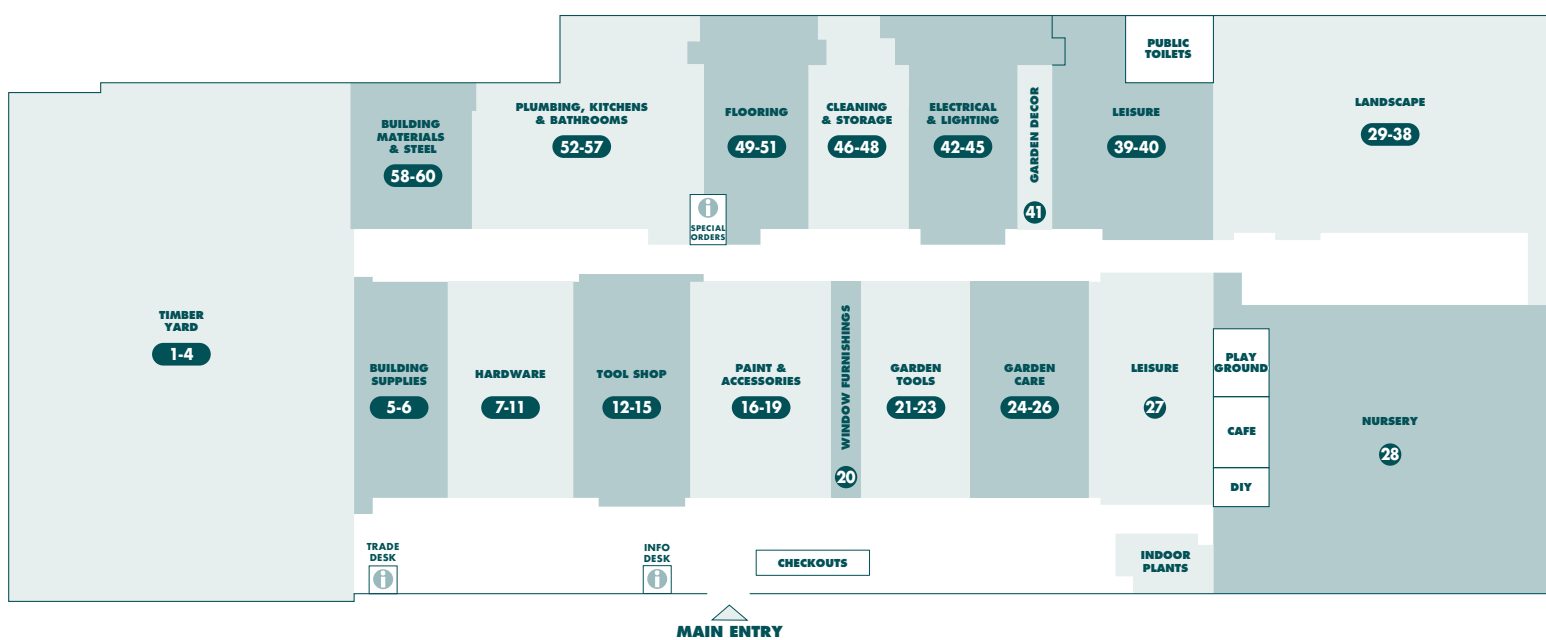 PUBLIC
TOILETS
BUILDING
MATERIALS
& STEEL
58-60
PLUMBING, KITCHENS
& BATHROOMS
52-57
FLOORING
49-51
CLEANING
& STORAGE
46-48
ELECTRICAL
& LIGHTING
42-45
GARDEN DECOR
41
LEISURE
39-40
LANDSCAPE
29-38
i
SPECIAL
ORDERS
TIMBER
YARD
1-4
BUILDING
SUPPLIES
5-6
HARDWARE
7-11
TOOL SHOP
12-15
PAINT &
ACCESSORIES
16-19
WINDOW FURNISHINGS
20
GARDEN
TOOLS
21-23
GARDEN
CARE
24-26
LEISURE
27
PLAY
GROUND
CAFE
DIY
NURSERY
28
TRADE
DESK
i
INFO
DESK
i
CHECKOUTS
INDOOR
PLANTS
MAIN ENTRY